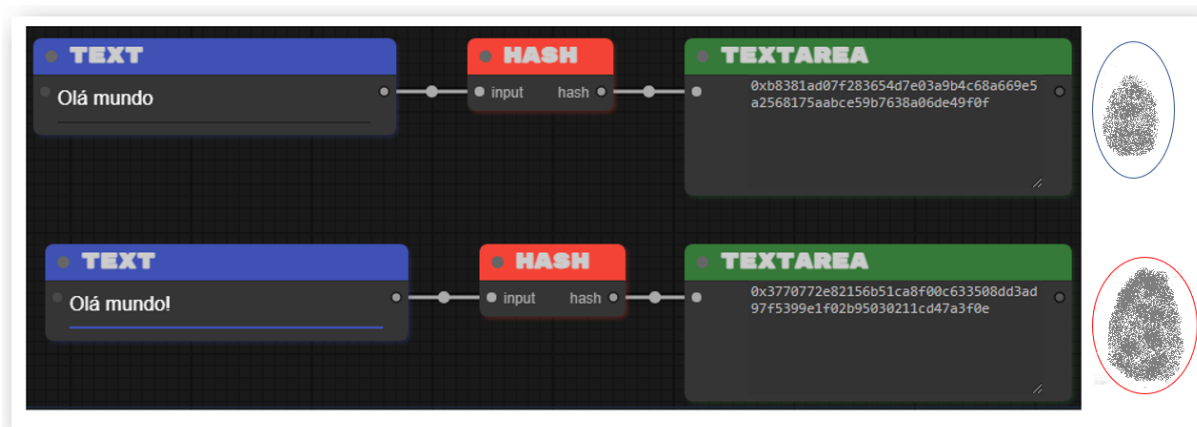 TEXT
HASH
TEXTAREA
Olá mundo
input
hash
0xb8381ad07f283654d7e03a9b4c68a669e5
a2568175aabce59b7638a06de49f0f
TEXT
HASH
TEXTAREA
Olá mundo!
input
hash
0x3770772e82156b51ca8f00c633508dd3ad
97f5399e1f02b95030211cd47a3f0e